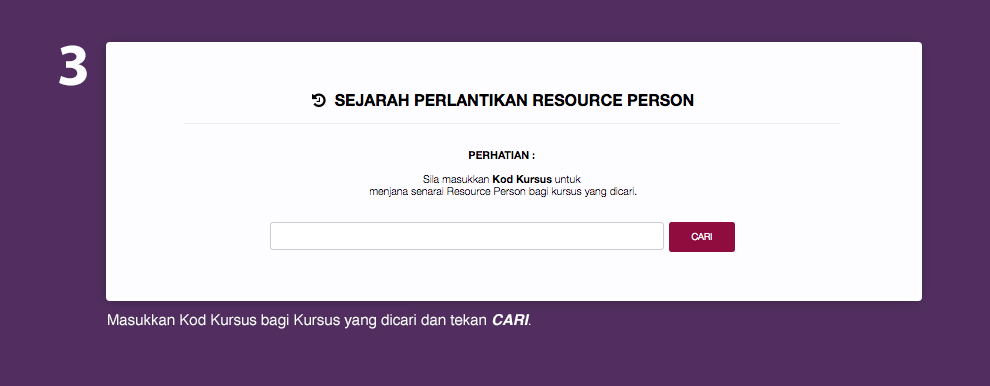 3
SEJARAH PERLANTIKAN RESOURCE PERSON
PERHATIAN :
Sila masukkan Kod Kursus untuk
menjana senarai Resource Person bagi kursus yang dicari.
CARI
Masukkan Kod Kursus bagi Kursus yang dicari dan tekan CARI.